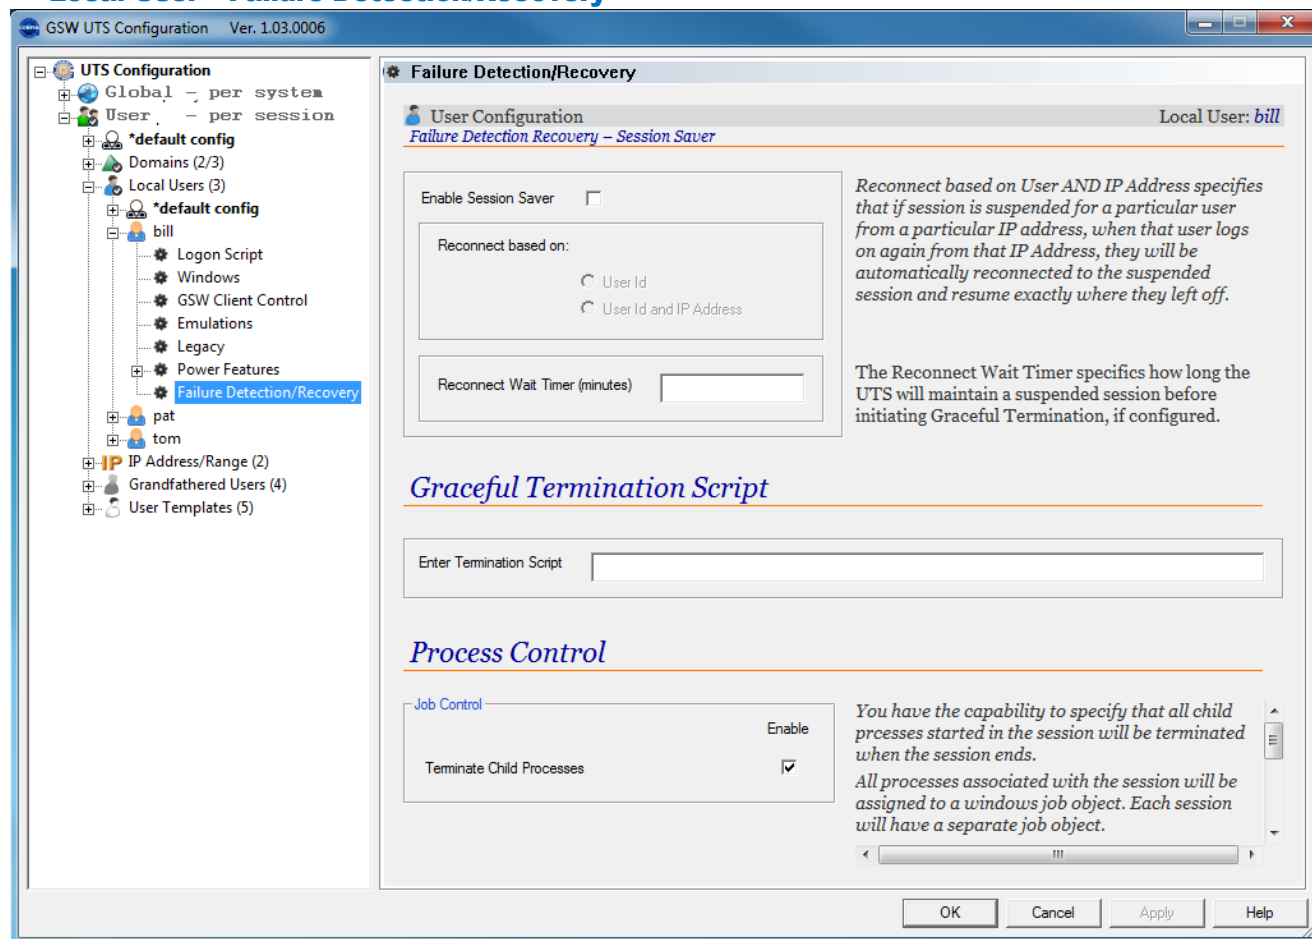 Local User - Failure Detection/Recovery
GSW UTS Configuration Ver. 1.03.0006
UTS Configuration
Global - per system
User - per session
*default config
Domains (2/3)
Local Users (3)
*default config
bill
Logon Script
Windows
GSW Client Control
Emulations
Legacy
Power Features
Failure Detection/Recovery
pat
tom
IP IP Address/Range (2)
Grandfathered Users (4)
User Templates (5)
Failure Detection/Recovery
User Configuration Local User: bill
Failure Detection Recovery – Session Saver
Enable Session Saver
Reconnect based on:
User Id
User Id and IP Address
Reconnect Wait Timer (minutes)
Reconnect based on User AND IP Address specifies
that if session is suspended for a particular user
from a particular IP address, when that user logs
on again from that IP Address, they will be
automatically reconnected to the suspended
session and resume exactly where they left off.
The Reconnect Wait Timer specifics how long the
UTS will maintain a suspended session before
initiating Graceful Termination, if configured.
Graceful Termination Script
Enter Termination Script
Process Control
Job Control
Enable
Terminate Child Processes
You have the capability to specify that all child
prcesses started in the session will be terminated
when the session ends.
All processes associated with the session will be
assigned to a windows job object. Each session
will have a separate job object.
OK Cancel Apply Help